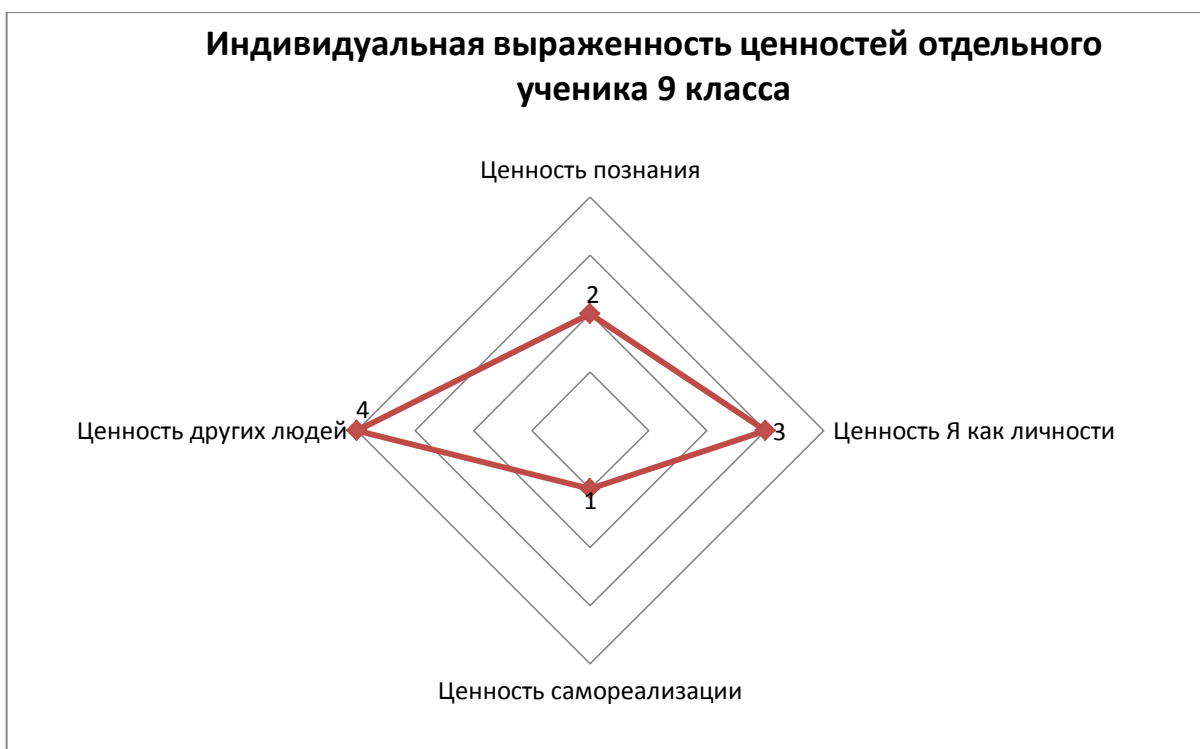 Индивидуальная выраженность ценностей отдельного
ученика 9 класса
Ценность познания
2
4
Ценность других людей
3
Ценность Я как личности
1
Ценность самореализации